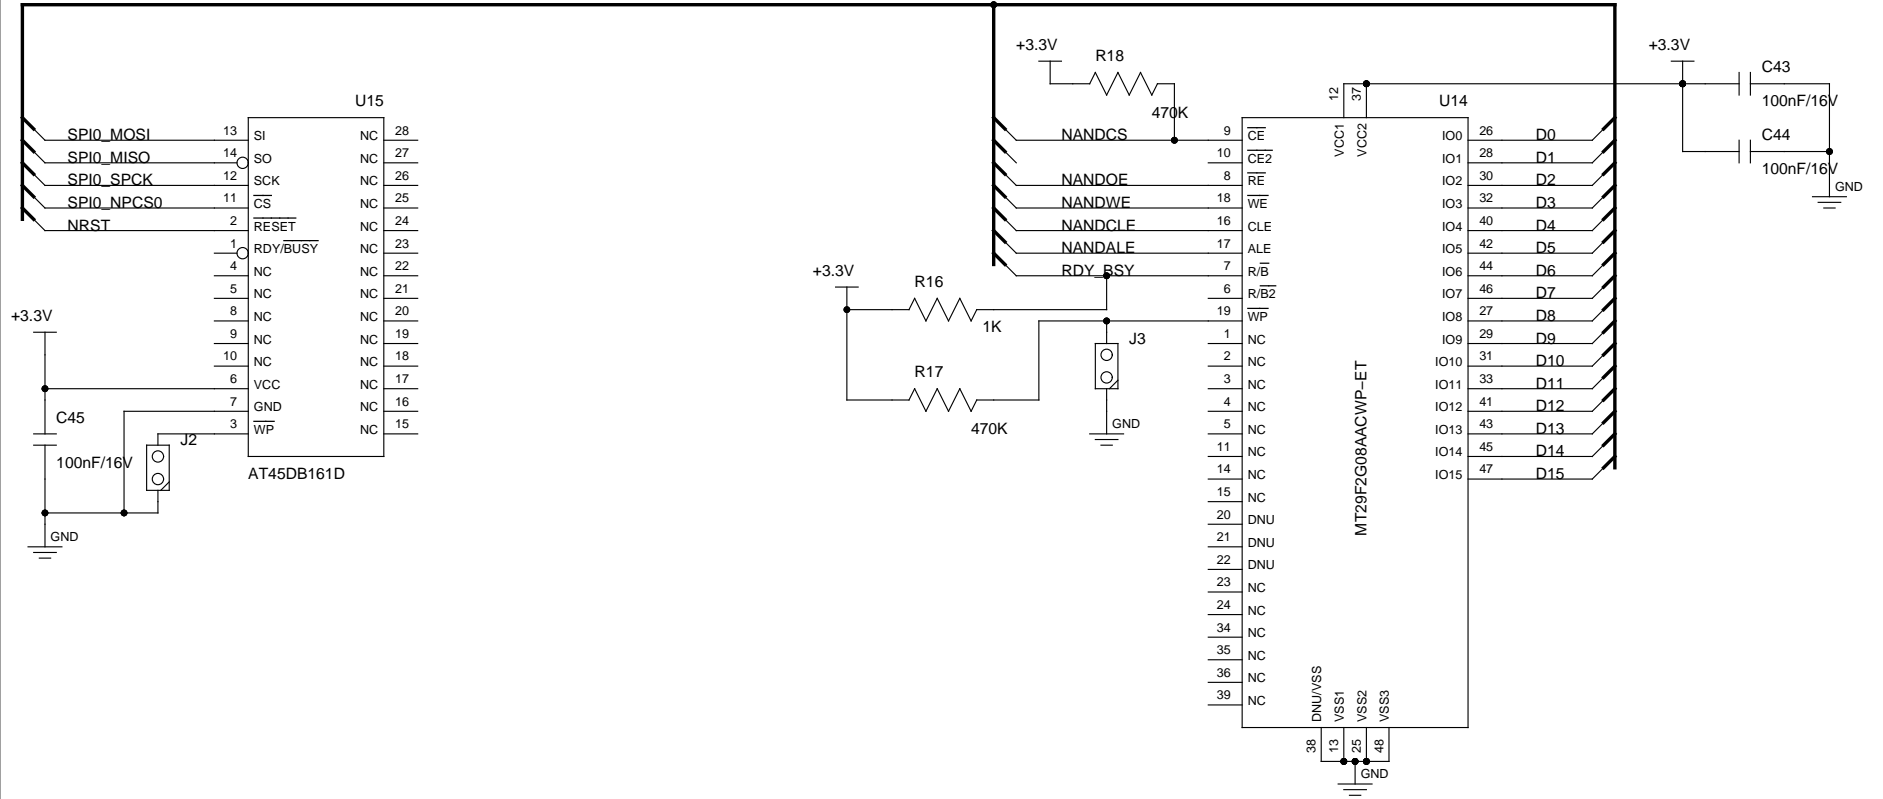 U15
SPI0_MOSI 13 SI NC 28
SPI0_MISO 14 SO NC 27
SPI0_SPCK 12 SCK NC 26
SPI0_NPCS0 11 CS NC 25
NRST 2 RESET NC 24
1 RDY/BUSY NC 23
4 NC NC 22
5 NC NC 21
8 NC NC 20
9 NC NC 19
10 NC NC 18
6 VCC NC 17
7 GND NC 16
3 WP NC 15
AT45DB161D
+3.3V
C45
100nF/16V
J2
GND
+3.3V
R18
470K
+3.3V
R16
1K
R17
470K
J3
GND
U14
12 37
VCC1 VCC2
NANDCS 9 CE IO0 26 D0
10 CE2 IO1 28 D1
NANDOE 8 RE IO2 30 D2
NANDWE 18 WE IO3 32 D3
NANDCLE 16 CLE IO4 40 D4
NANDALE 17 ALE IO5 42 D5
RDY_BSY 7 R/B IO6 44 D6
6 R/B2 IO7 46 D7
19 WP IO8 27 D8
1 NC IO9 29 D9
2 NC IO10 31 D10
3 NC IO11 33 D11
4 NC IO12 41 D12
5 NC IO13 43 D13
11 NC IO14 45 D14
14 NC IO15 47 D15
15 NC
20 DNU
21 DNU
22 DNU
23 NC
24 NC
34 NC
35 NC
36 NC
39 NC
MT29F2G08AACWP-ET
DNU/VSS VSS1 VSS2 VSS3
38 13 25 48
GND
+3.3V
C43
100nF/16V
C44
100nF/16V
GND